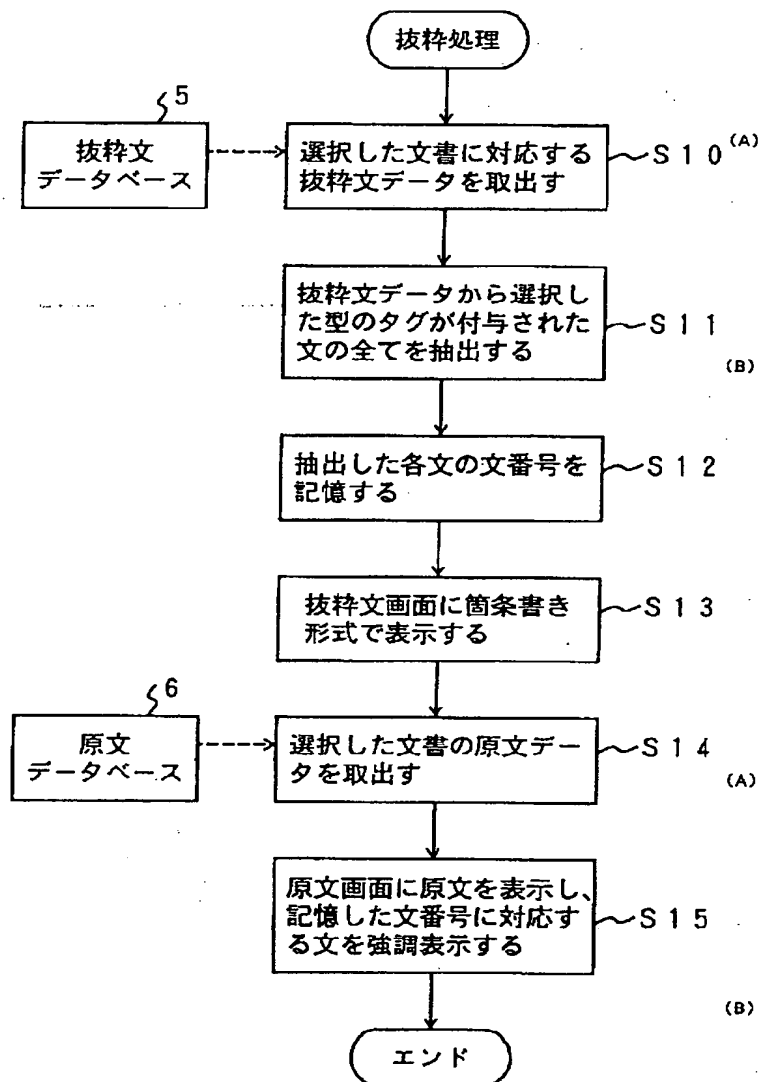 抜粋処理
5
抜粋文
データベース
選択した文書に対応する
抜粋文データを取出す
S10
(A)
抜粋文データから選択し
た型のタグが付与された
文の全てを抽出する
S11
(B)
抽出した各文の文番号を
記憶する
S12
抜粋文画面に箇条書き
形式で表示する
S13
6
原文
データベース
選択した文書の原文デー
タを取出す
S14
(A)
原文画面に原文を表示し、
記憶した文番号に対応す
る文を強調表示する
S15
(B)
エンド